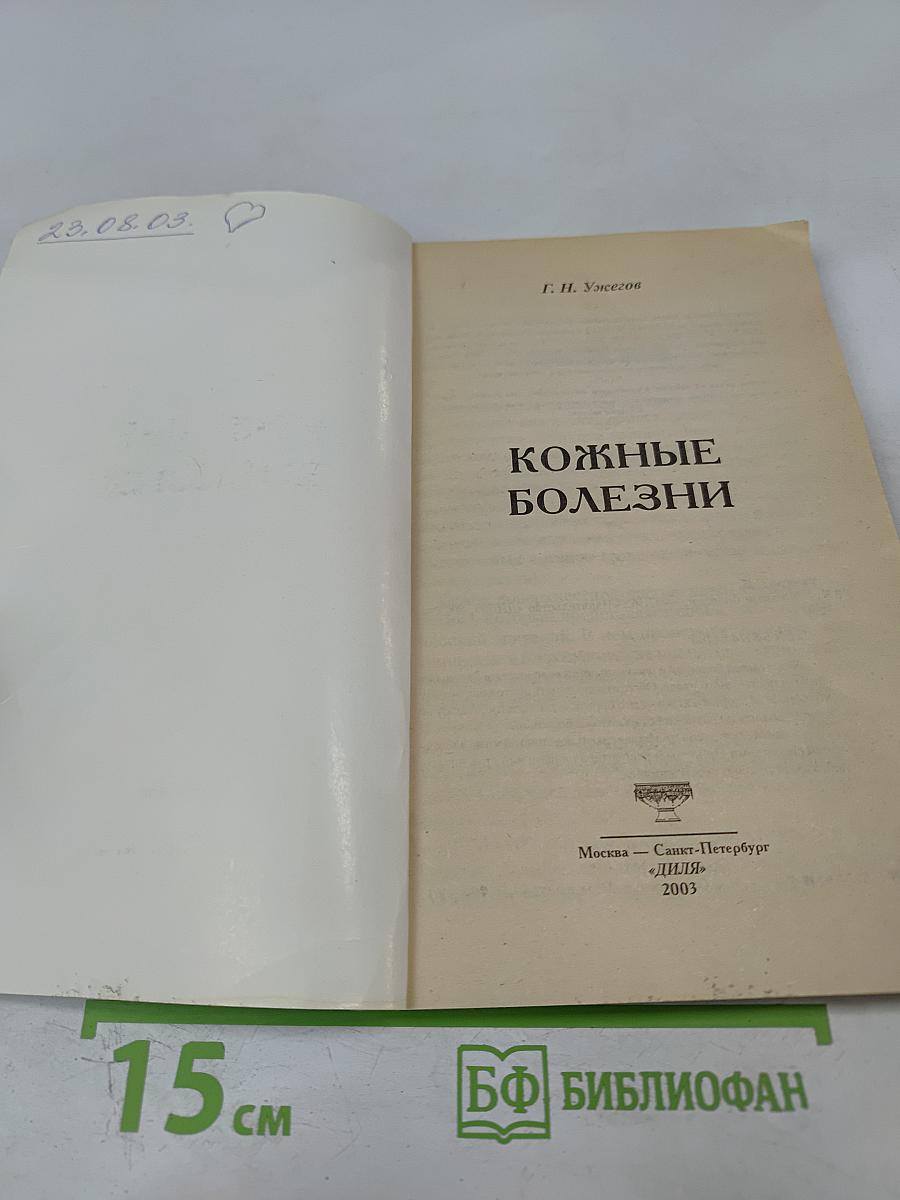 23.08.03.
Г. Н. Ужегов
КОЖНЫЕ
БОЛЕЗНИ
Москва — Санкт-Петербург
«ДИЛЯ»
2003
15 см
БФ БИБЛИОФАН